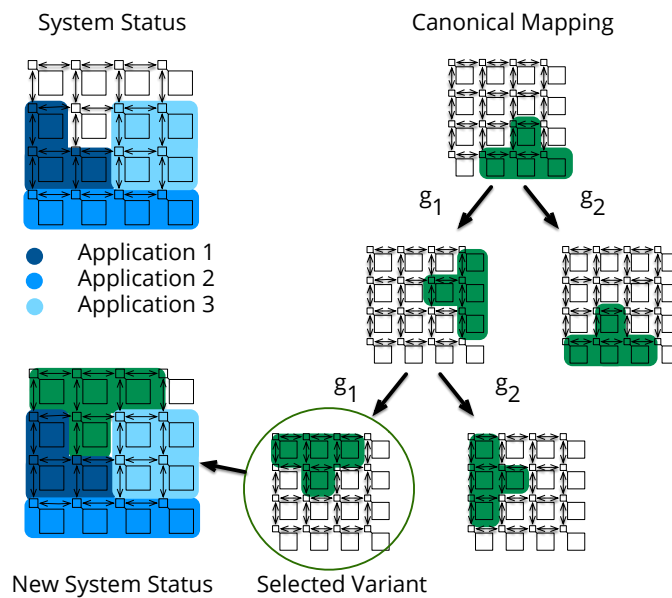 System Status
Canonical Mapping
g1
g2
Application 1
Application 2
Application 3
g1
g2
New System Status
Selected Variant